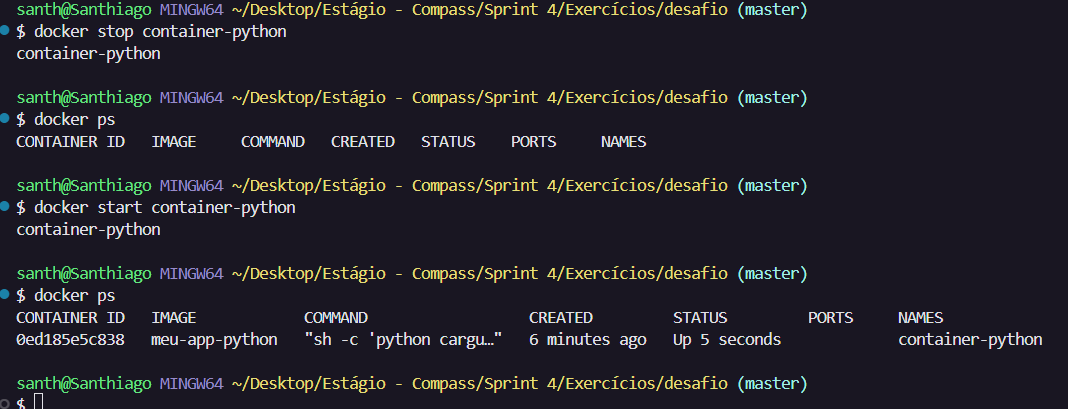 santh@Santhiago MINGW64 ~/Desktop/Estágio - Compass/Sprint 4/Exercícios/desafio (master)
$ docker stop container-python
container-python
santh@Santhiago MINGW64 ~/Desktop/Estágio - Compass/Sprint 4/Exercícios/desafio (master)
$ docker ps
CONTAINER ID   IMAGE     COMMAND   CREATED   STATUS    PORTS     NAMES
santh@Santhiago MINGW64 ~/Desktop/Estágio - Compass/Sprint 4/Exercícios/desafio (master)
$ docker start container-python
container-python
santh@Santhiago MINGW64 ~/Desktop/Estágio - Compass/Sprint 4/Exercícios/desafio (master)
$ docker ps
CONTAINER ID   IMAGE            COMMAND                  CREATED         STATUS         PORTS     NAMES
0ed185e5c838   meu-app-python   "sh -c 'python cargu…"   6 minutes ago   Up 5 seconds             container-python
santh@Santhiago MINGW64 ~/Desktop/Estágio - Compass/Sprint 4/Exercícios/desafio (master)
$